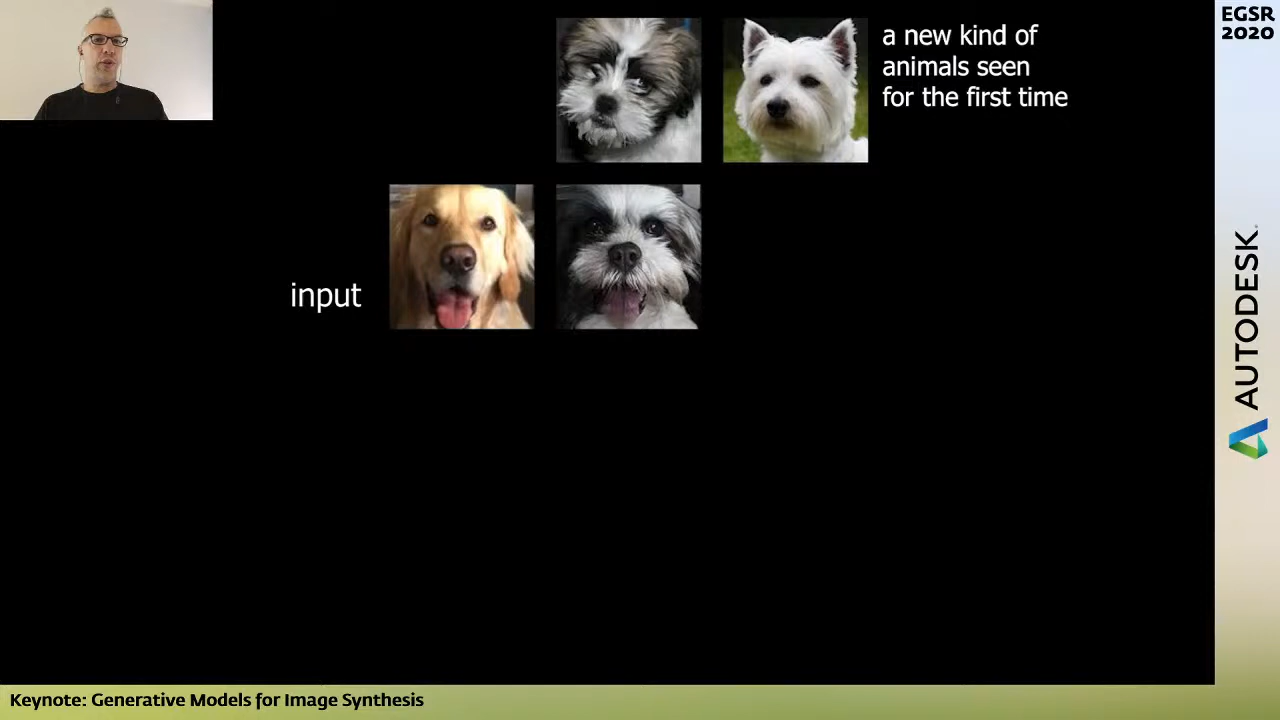 EGSR
2020
a new kind of
animals seen
for the first time
input
AUTODESK
Keynote: Generative Models for Image Synthesis